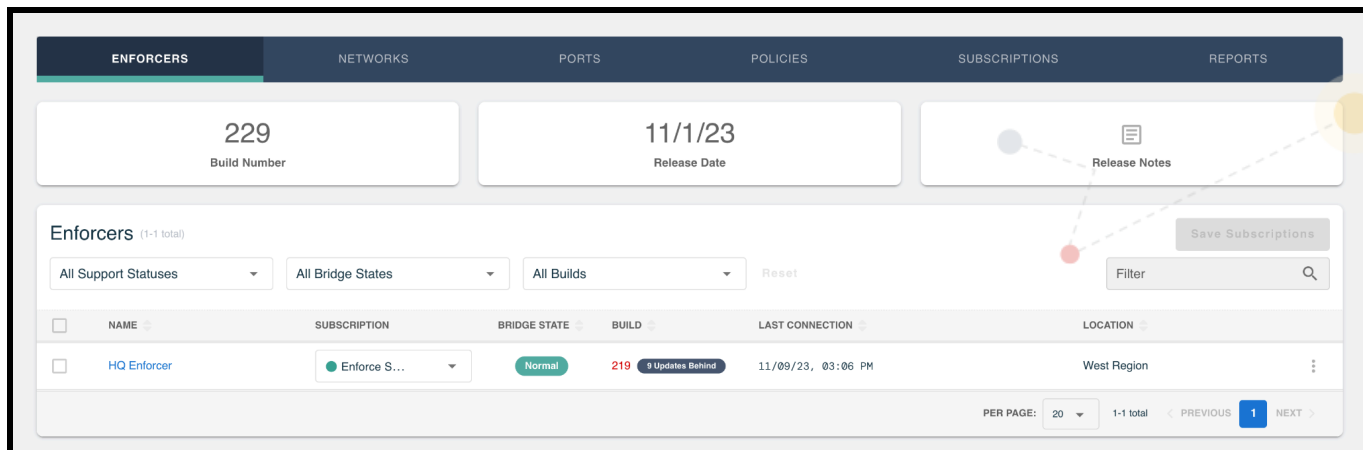 ENFORCERS NETWORKS PORTS POLICIES SUBSCRIPTIONS REPORTS
229
Build Number
11/1/23
Release Date
Release Notes
Enforcers (1-1 total)
Save Subscriptions
All Support Statuses All Bridge States All Builds Reset Filter
NAME SUBSCRIPTION BRIDGE STATE BUILD LAST CONNECTION LOCATION
HQ Enforcer Enforce S... Normal 219 9 Updates Behind 11/09/23, 03:06 PM West Region
PER PAGE: 20 1-1 total PREVIOUS 1 NEXT